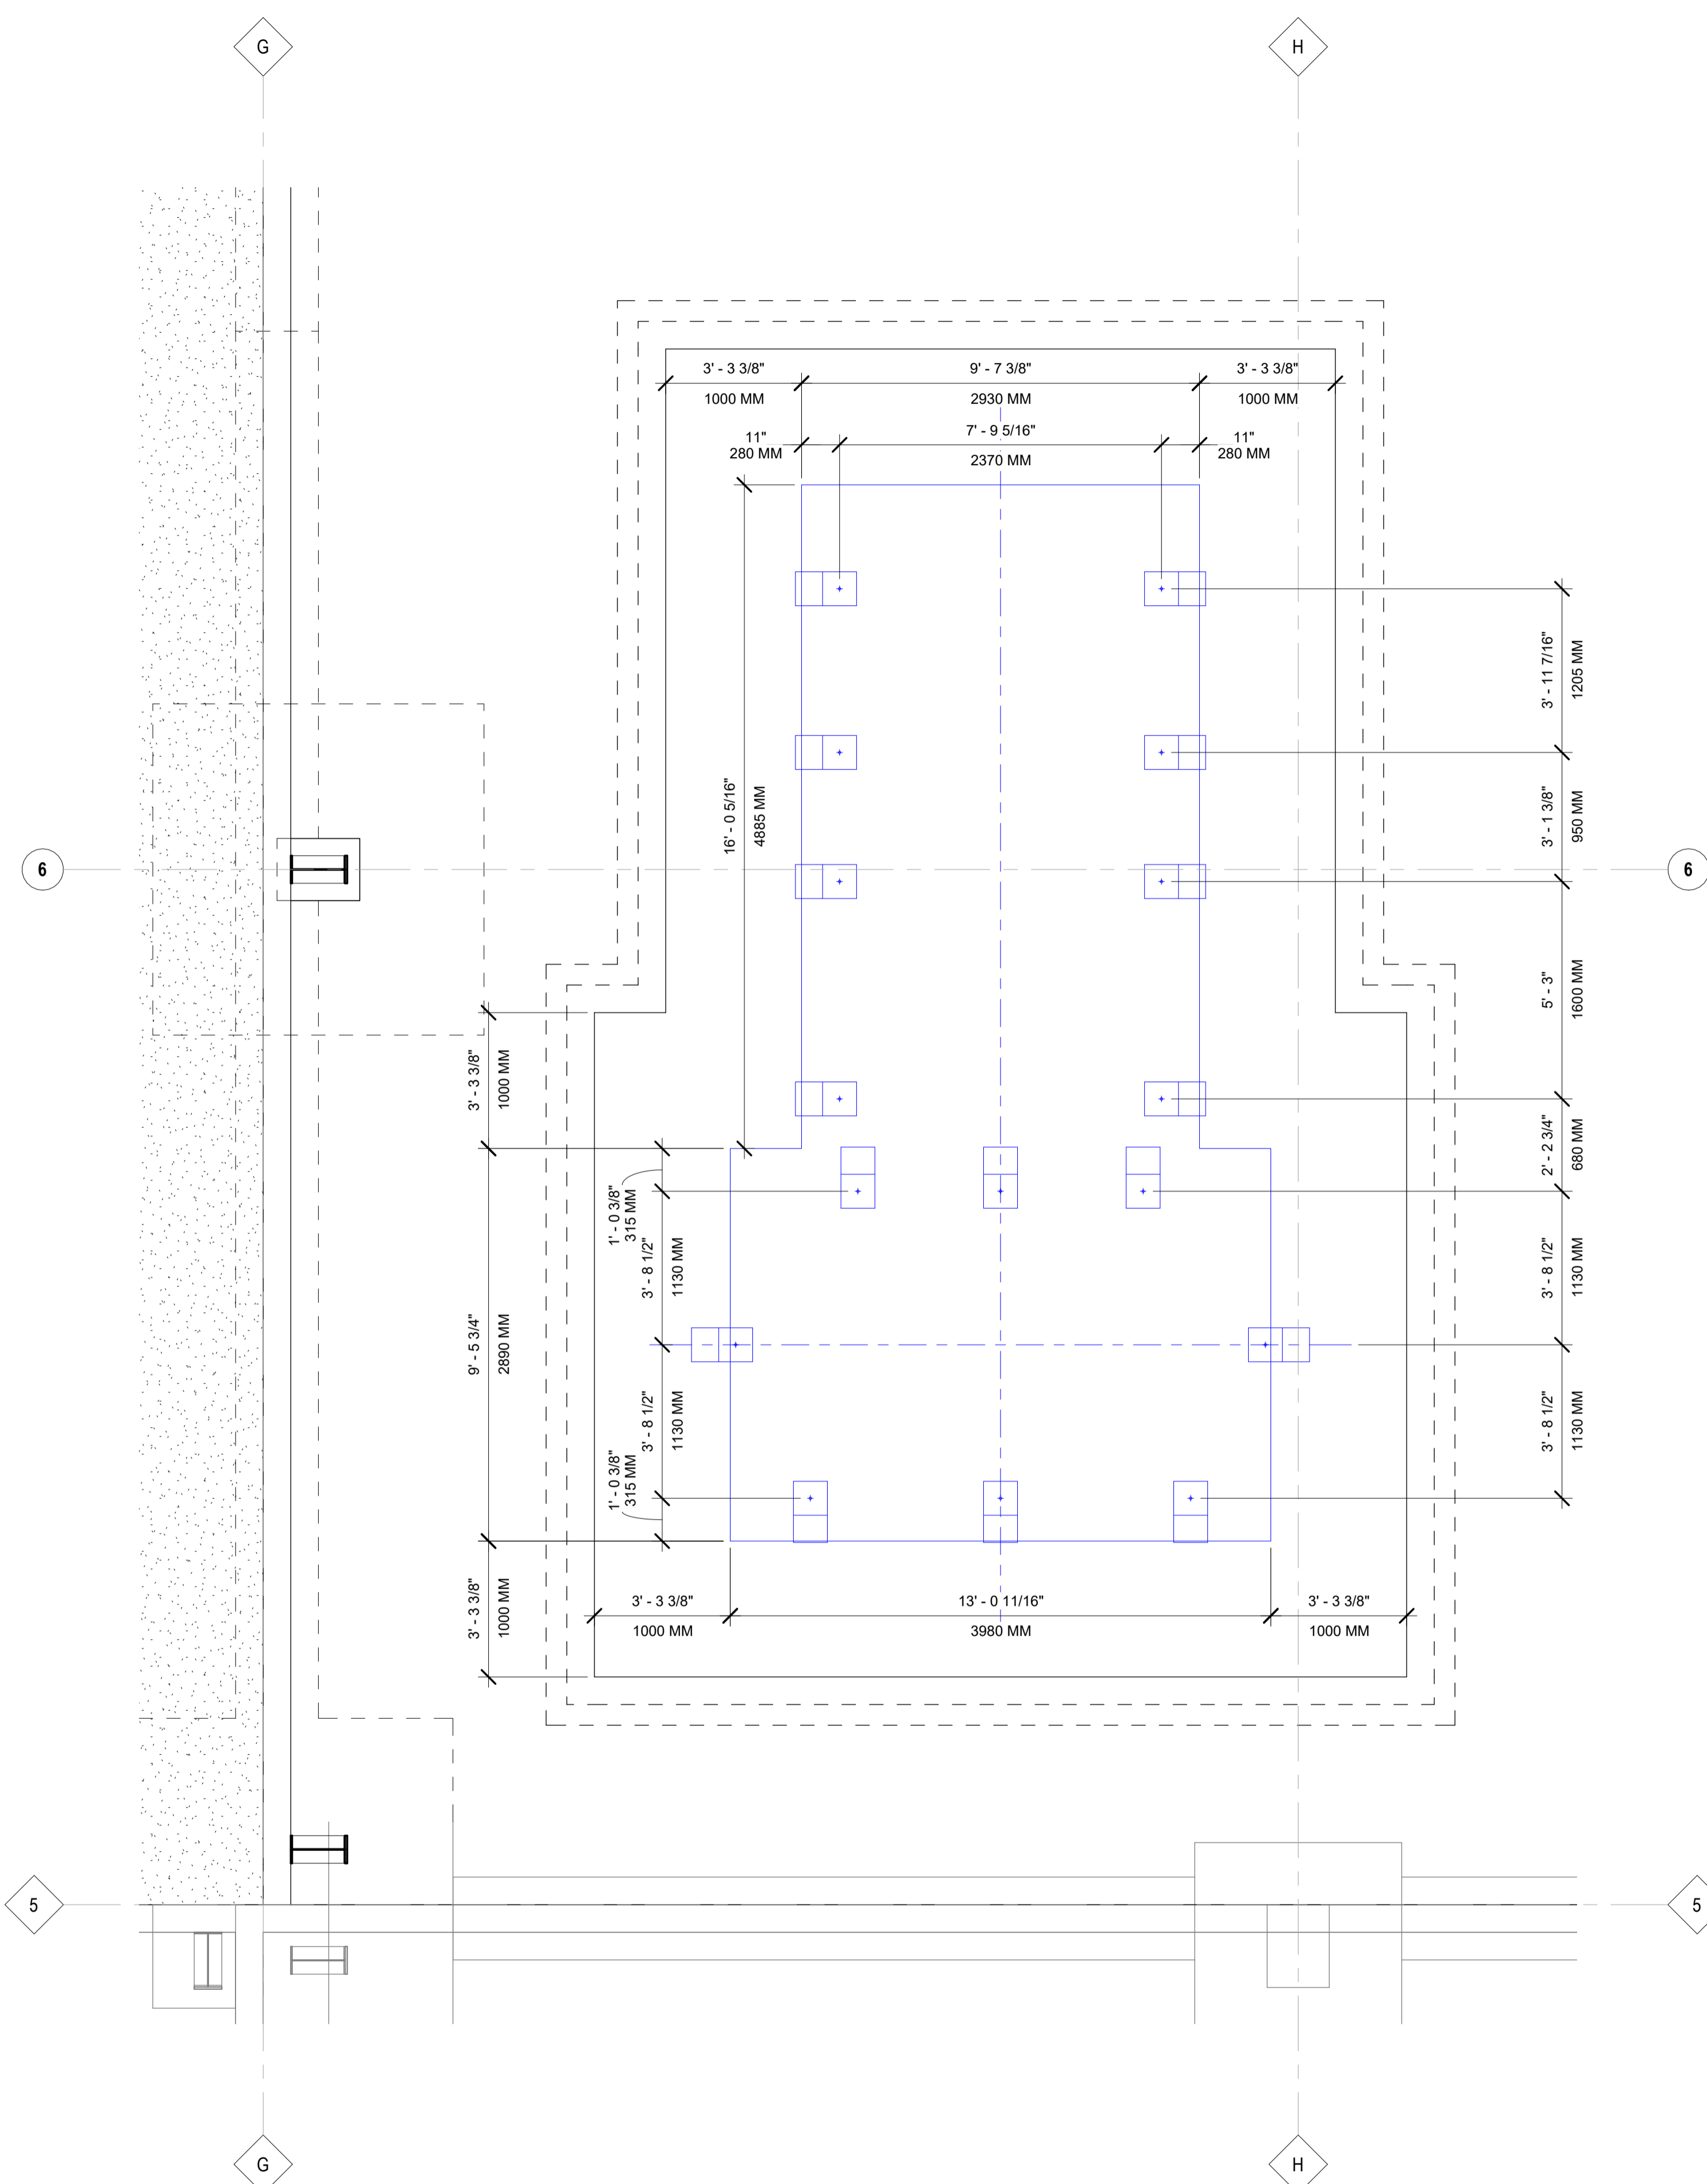 G
H
3' - 3 3/8"
9' - 7 3/8"
3' - 3 3/8"
1000 MM
2930 MM
1000 MM
11"
280 MM
7' - 9 5/16"
2370 MM
11"
280 MM
3' - 11 7/16"
1205 MM
16' - 0 5/16"
4885 MM
3' - 1 3/8"
950 MM
6
6
5' - 3"
1600 MM
3' - 3 3/8"
1000 MM
2' - 2 3/4"
680 MM
1' - 0 3/8"
315 MM
3' - 8 1/2"
1130 MM
3' - 8 1/2"
1130 MM
9' - 5 3/4"
2890 MM
3' - 8 1/2"
1130 MM
3' - 8 1/2"
1130 MM
1' - 0 3/8"
315 MM
3' - 3 3/8"
1000 MM
3' - 3 3/8"
13' - 0 11/16"
3' - 3 3/8"
1000 MM
3980 MM
1000 MM
5
5
G
H